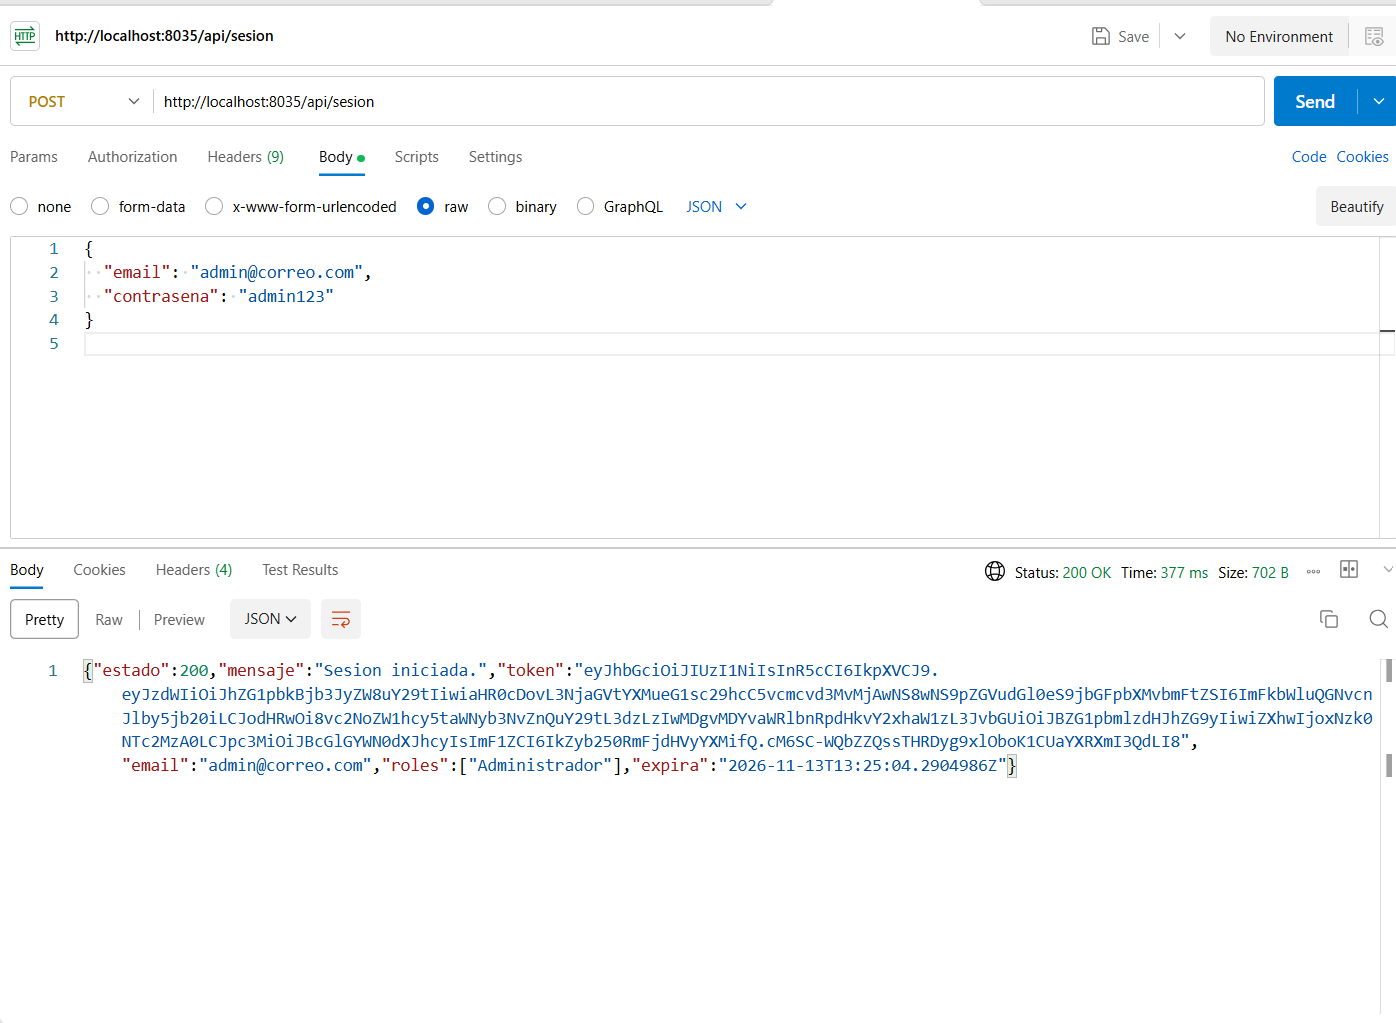 HTTP http://localhost:8035/api/sesion Save No Environment
POST http://localhost:8035/api/sesion Send
Params Authorization Headers (9) Body Scripts Settings Code Cookies
none form-data x-www-form-urlencoded raw binary GraphQL JSON Beautify
1 {
2 "email": "admin@correo.com",
3 "contrasena": "admin123"
4 }
5
Body Cookies Headers (4) Test Results Status: 200 OK Time: 377 ms Size: 702 B
Pretty Raw Preview JSON
1 {"estado":200,"mensaje":"Sesion iniciada.","token":"eyJhbGciOiJIUzI1NiIsInR5cCI6IkpXVCJ9.
eyJzdWIiOiJhZG1pbkBjb3JyZW8uY29tIiwiaHR0cDovL3NjaGVtYXMueG1sc29hcC5vcmcvd3MvMjAwNS8wNS9pZGVudGl0eS9jbGFpbXMvbmFtZSI6ImFkbWluQGNvcn
Jlby5jb20iLCJodHRwOi8vc2NoZW1hcy5taWNyb3NvZnQuY29tL3dzLzIwMDgvMDYvaWRlbnRpdHkvY2xhaW1zL3JvbGUiOiJBZG1pbmlzdHJhZG9yIiwiZXhwIjoxNzk0
NTc2MzA0LCJpc3MiOiJBcGlGYWN0dXJhcyIsImF1ZCI6IkZyb250RmFjdHVyYXMifQ.cM6SC-WQbZZQssTHRDyg9xlOboK1CUaYXRXmI3QdLI8",
"email":"admin@correo.com","roles":["Administrador"],"expira":"2026-11-13T13:25:04.2904986Z"}